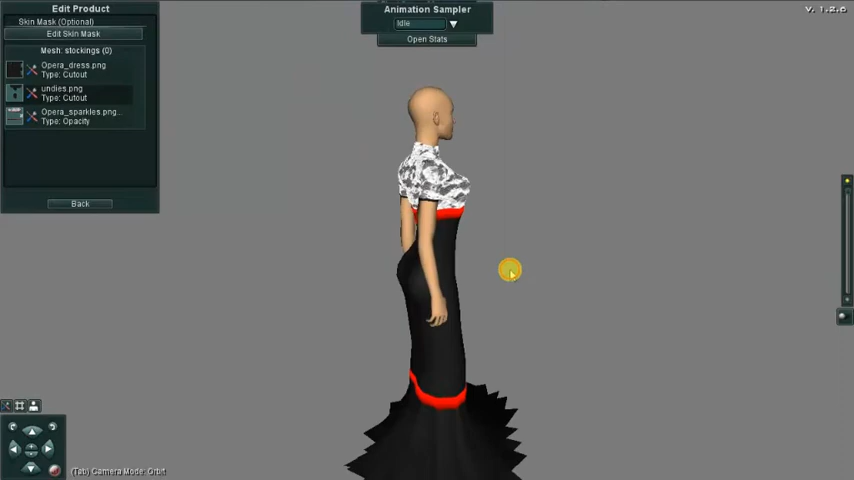 Edit Product
Skin Mask (Optional)
Edit Skin Mask
Mesh: stockings (0)
Opera_dress.png
Type: Cutout
undies.png
Type: Cutout
Opera_sparkles.png...
Type: Opacity
Back
Animation Sampler
Idle
Open Stats
v. 1.2.6
(Tab) Camera Mode: Orbit